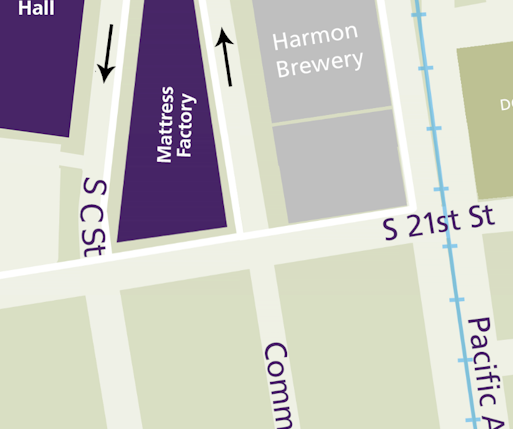 Hall
Harmon
Brewery
Mattress
Factory
S C St
S 21st St
Comm
Pacific A